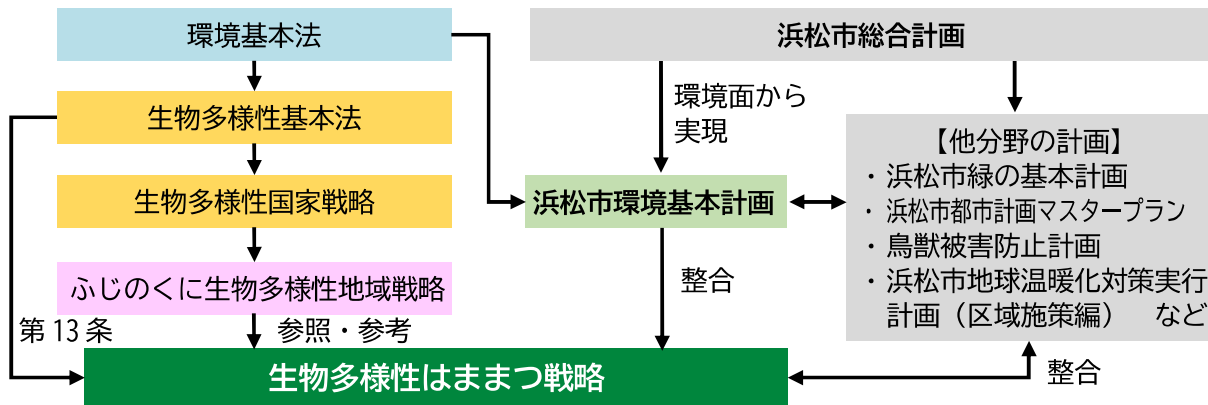 環境基本法
浜松市総合計画
環境面から
実現
生物多様性基本法
【他分野の計画】
・浜松市緑の基本計画
・浜松市都市計画マスタープラン
・鳥獣被害防止計画
・浜松市地球温暖化対策実行
計画（区域施策編）　など
生物多様性国家戦略
浜松市環境基本計画
ふじのくに生物多様性地域戦略
整合
第13条
参照・参考
生物多様性はままつ戦略
整合